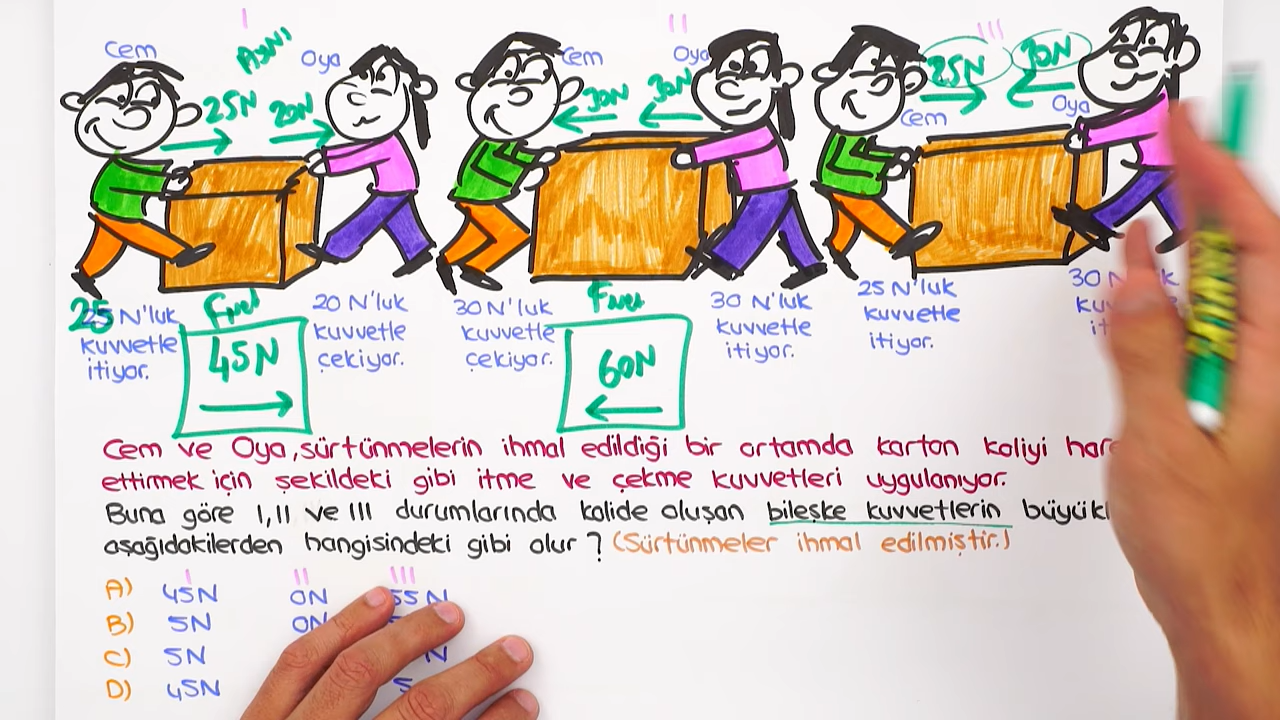 I
Cem
Aynı
Oya
25N
20N
25 N'luk
kuvvetle
itiyor.
20 N'luk
kuvvetle
çekiyor.
Fnet
45N
II
Cem
Oya
30N
30N
30 N'luk
kuvvetle
çekiyor.
30 N'luk
kuvvetle
itiyor.
Fnet
60N
III
25N
30N
Cem
Oya
25 N'luk
kuvvetle
itiyor.
30 N
Cem ve Oya, sürtünmelerin ihmal edildiği bir ortamda karton koliyi
ettirmek için şekildeki gibi itme ve çekme kuvvetleri uygulanıyor.
Buna göre I, II ve III durumlarında kolide oluşan bileşke kuvvetlerin
aşağıdakilerden hangisindeki gibi olur? (Sürtünmeler ihmal edilmiştir.)
I II III
A) 45N 0N 55N
B) 5N 0N
C) 5N N
D) 45N 5